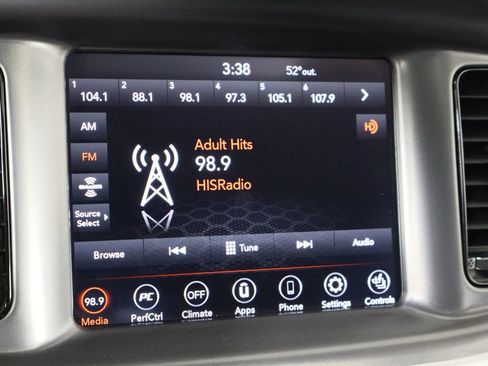 3:38 52°out.
1 2 3 4 5 6
104.1 88.1 98.1 97.3 105.1 107.9
AM
FM
SiriusXM
Source Select
HD
Adult Hits
98.9
HISRadio
Browse Tune Audio
98.9 PC OFF
Media PerfCtrl Climate Apps Phone Settings Controls